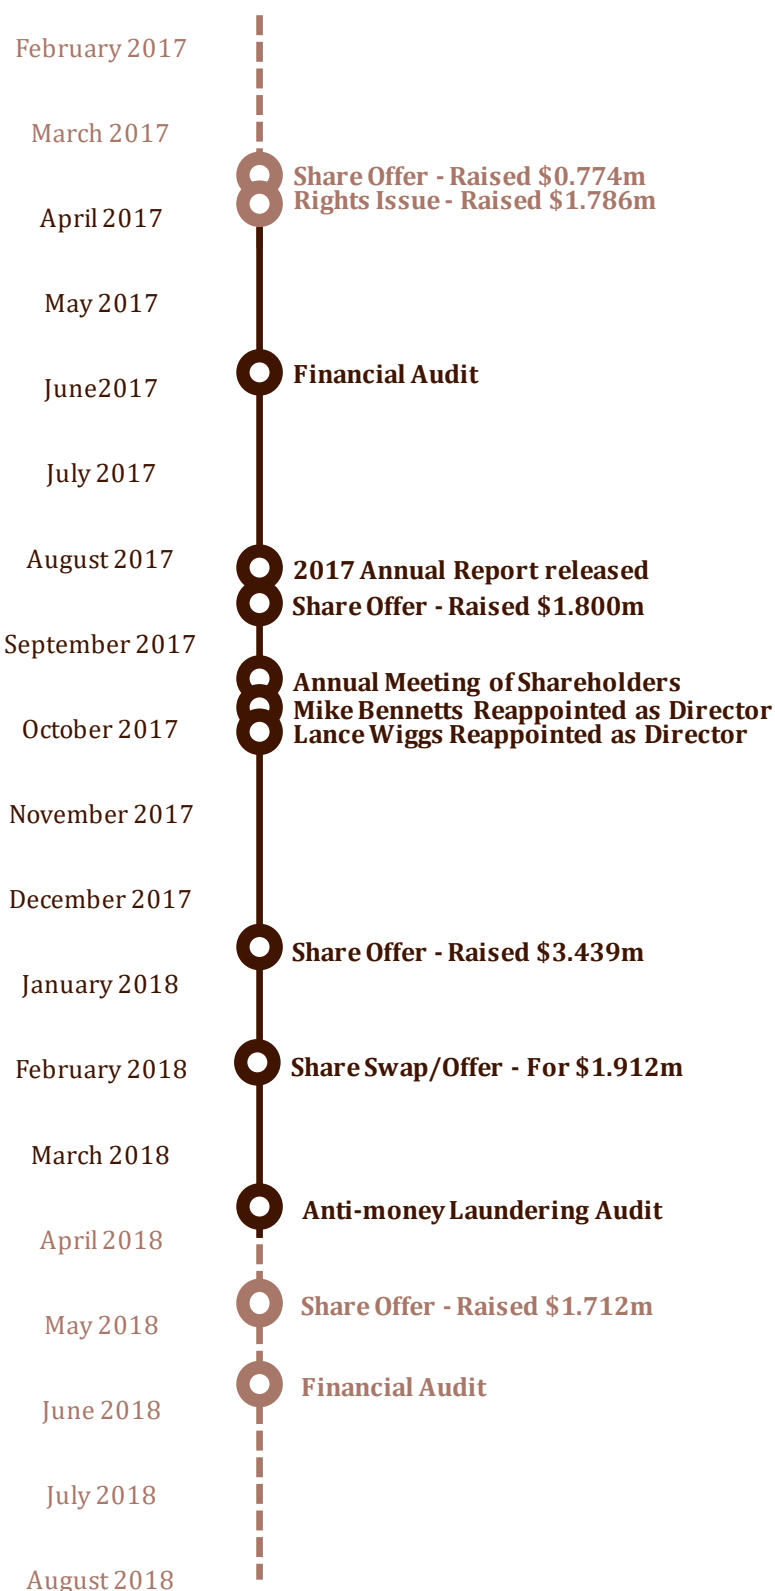 February 2017
March 2017
Share Offer - Raised $0.774m
Rights Issue - Raised $1.786m
April 2017
May 2017
Financial Audit
June2017
July 2017
August 2017
2017 Annual Report released
Share Offer - Raised $1.800m
September 2017
Annual Meeting of Shareholders
Mike Bennetts Reappointed as Director
October 2017
Lance Wiggs Reappointed as Director
November 2017
December 2017
Share Offer - Raised $3.439m
January 2018
February 2018
Share Swap/Offer - For $1.912m
March 2018
Anti-money Laundering Audit
April 2018
Share Offer - Raised $1.712m
May 2018
Financial Audit
June 2018
July 2018
August 2018